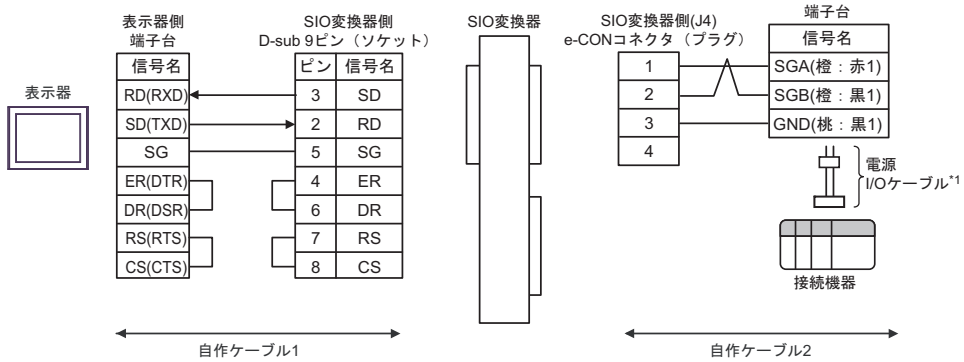 表示器
表示器側
端子台
信号名
RD(RXD)
SD(TXD)
SG
ER(DTR)
DR(DSR)
RS(RTS)
CS(CTS)
SIO変換器側
D-sub 9ピン（ソケット）
ピン 信号名
3 SD
2 RD
5 SG
4 ER
6 DR
7 RS
8 CS
自作ケーブル1
SIO変換器
SIO変換器側(J4)
e-CONコネクタ（プラグ）
1
2
3
4
端子台
信号名
SGA(橙：赤1)
SGB(橙：黒1)
GND(桃：黒1)
電源
I/Oケーブル*1
接続機器
自作ケーブル2